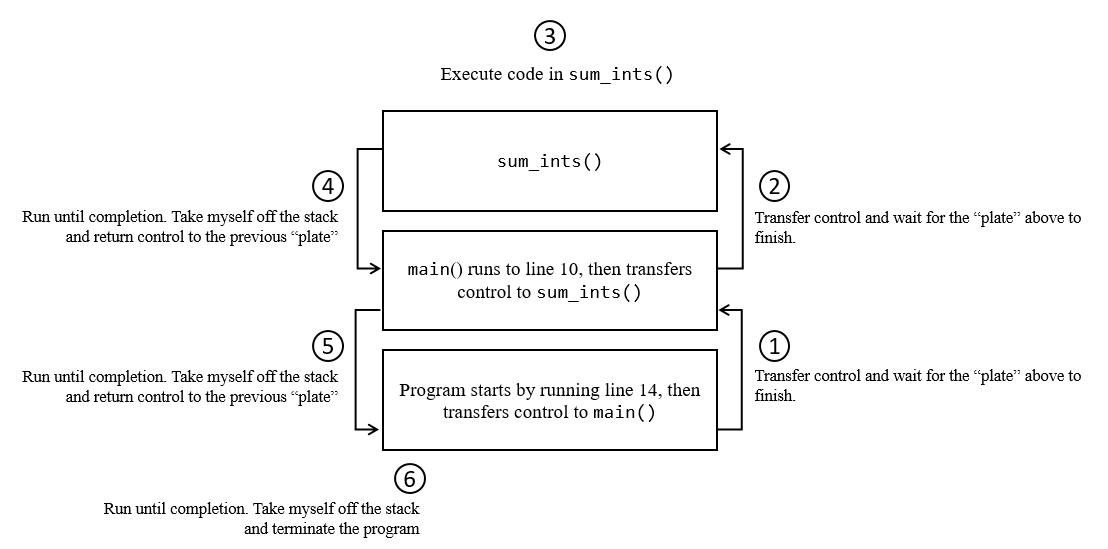 3
Execute code in sum_ints()
sum_ints()
4
Run until completion. Take myself off the stack
and return control to the previous “plate”
2
Transfer control and wait for the “plate” above to
finish.
main() runs to line 10, then transfers
control to sum_ints()
5
Run until completion. Take myself off the stack
and return control to the previous “plate”
1
Transfer control and wait for the “plate” above to
finish.
Program starts by running line 14, then
transfers control to main()
6
Run until completion. Take myself off the stack
and terminate the program